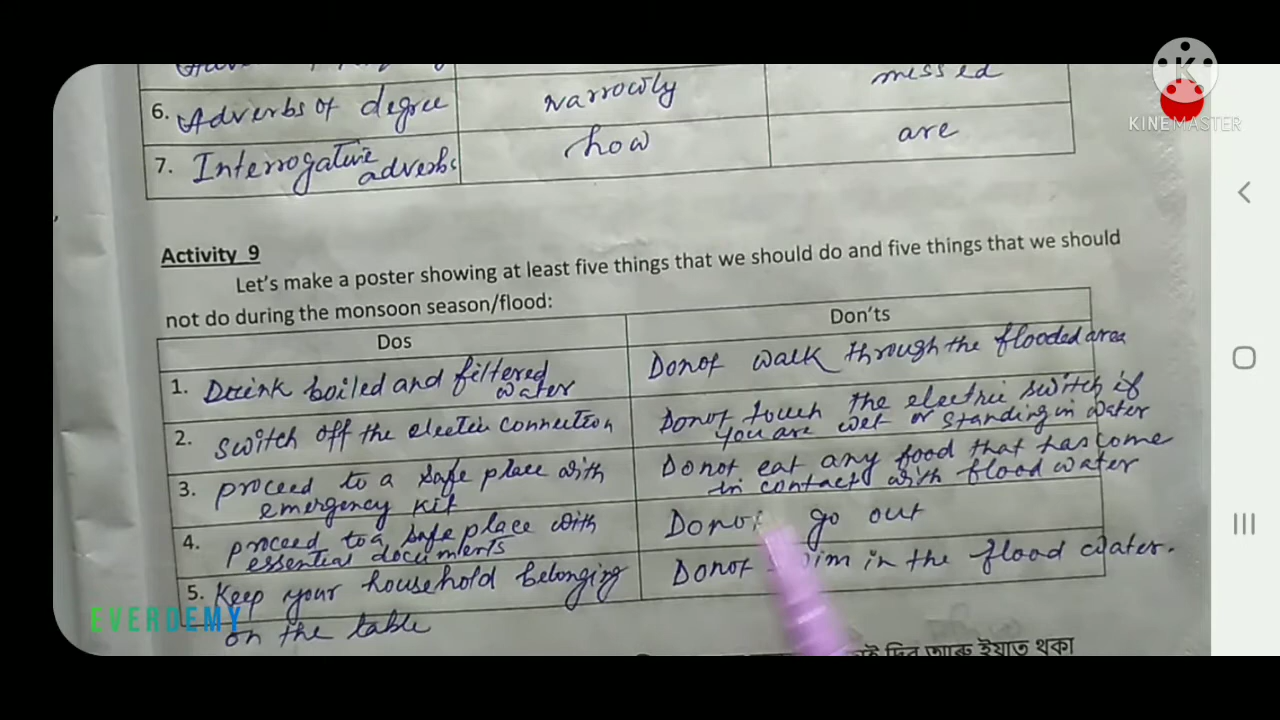 6. Adverbs of degree narrowly missed
7. Interrogative adverbs how are
Activity 9
Let's make a poster showing at least five things that we should do and five things that we should
not do during the monsoon season/flood:
Dos Don'ts
1. Drink boiled and filtered water
Donot walk through the flooded area
2. switch off the electric connection
Donot touch the electric switch if
you are wet or standing in water
3. proceed to a safe place with
emergency kit
Donot eat any food that has come
in contact with flood water
4. proceed to a safe place with
essential documents
Donot go out
5. Keep your household belonging
on the table
Donot swim in the flood water.
দিন আৰু ইয়াত থকা
EVERDEMY
K
KINEMASTER